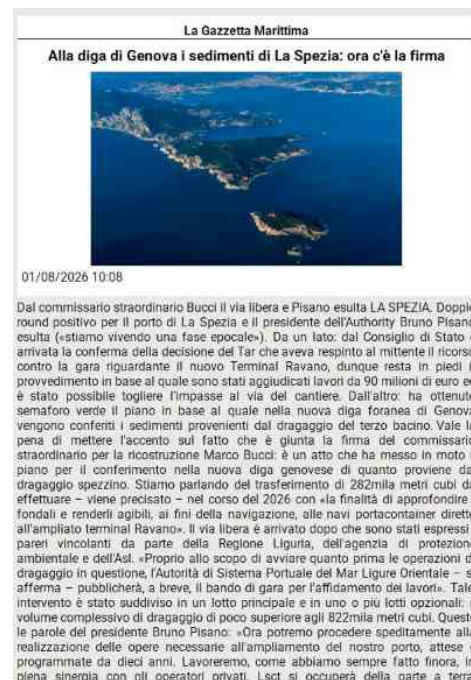 La Gazzetta Marittima
Alla diga di Genova i sedimenti di La Spezia: ora c'è la firma
01/08/2026 10:08
Dal commissario straordinario Bucci il via libera e Pisano esulta LA SPEZIA. Doppio
round positivo per il porto di La Spezia e il presidente dell'Authority Bruno Pisano
esulta («stiamo vivendo una fase epocale»). Da un lato: dal Consiglio di Stato
arrivata la conferma della decisione del Tar che aveva respinto al mittente il ricorso
contro la gara riguardante il nuovo Terminal Ravano, dunque resta in piedi
provvedimento in base al quale sono stati aggiudicati lavori da 90 milioni di euro ed
è stato possibile togliere l'impasse al via del cantiere. Dall'altro: ha ottenuto
semaforo verde il piano in base al quale nella nuova diga foranea di Genova
vengono conferiti i sedimenti provenienti dal dragaggio del terzo bacino. Vale la
pena di mettere l'accento sul fatto che è giunta la firma del commissario
straordinario per la ricostruzione Marco Bucci: è un atto che ha messo in moto
piano per il conferimento nella nuova diga genovese di quanto proviene dal
dragaggio spezzino. Stiamo parlando del trasferimento di 282mila metri cubi da
effettuare – viene precisato – nel corso del 2026 con «la finalità di approfondire
fondali e renderli agibili, ai fini della navigazione, alle navi portacontainer dirette
all'ampliato terminal Ravano». Il via libera è arrivato dopo che sono stati espressi
pareri vincolanti da parte della Regione Liguria, dell'agenzia di protezione
ambientale e dell'Asl. «Proprio allo scopo di avviare quanto prima le operazioni di
dragaggio in questione, l'Autorità di Sistema Portuale del Mar Ligure Orientale – si
afferma – pubblicherà, a breve, il bando di gara per l'affidamento dei lavori». Tale
intervento è stato suddiviso in un lotto principale e in uno o più lotti opzionali:
volume complessivo di dragaggio di poco superiore agli 822mila metri cubi. Queste
le parole del presidente Bruno Pisano: «Ora potremo procedere speditamente alla
realizzazione delle opere necessarie all'ampliamento del nostro porto, attese
programmate da dieci anni. Lavoreremo, come abbiamo sempre fatto finora, in
piena sinergia con gli operatori privati. Lsct si occuperà della parte a terra